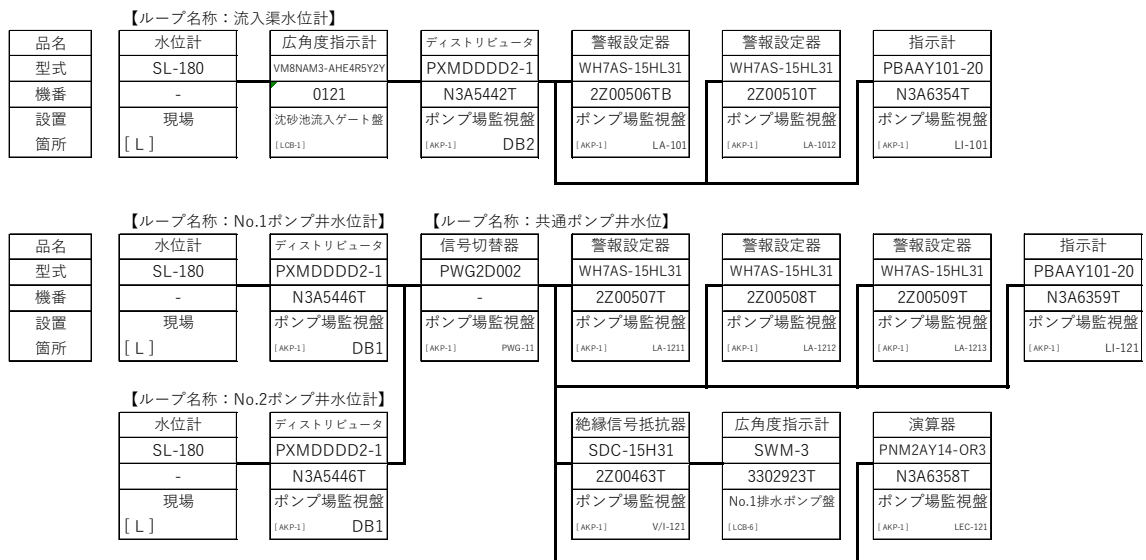 【ループ名称：流入渠水位計】
品名 水位計 広角度指示計 ディストリビュータ 警報設定器 警報設定器 指示計
型式 SL-180 VM8NAM3-AHE4R5Y2Y PXMDDDD2-1 WH7AS-15HL31 WH7AS-15HL31 PBAAY101-20
機番 - 0121 N3A5442T 2Z00506TB 2Z00510T N3A6354T
設置 現場 沈砂池流入ゲート盤 ポンプ場監視盤 ポンプ場監視盤 ポンプ場監視盤 ポンプ場監視盤
箇所 [ L ] [LCB-1] [AKP-1] DB2 [AKP-1] LA-101 [AKP-1] LA-1012 [AKP-1] LI-101
【ループ名称：No.1ポンプ井水位計】 【ループ名称：共通ポンプ井水位】
品名 水位計 ディストリビュータ 信号切替器 警報設定器 警報設定器 警報設定器 指示計
型式 SL-180 PXMDDDD2-1 PWG2D002 WH7AS-15HL31 WH7AS-15HL31 WH7AS-15HL31 PBAAY101-20
機番 - N3A5446T - 2Z00507T 2Z00508T 2Z00509T N3A6359T
設置 現場 ポンプ場監視盤 ポンプ場監視盤 ポンプ場監視盤 ポンプ場監視盤 ポンプ場監視盤 ポンプ場監視盤
箇所 [ L ] [AKP-1] DB1 [AKP-1] PWG-11 [AKP-1] LA-1211 [AKP-1] LA-1212 [AKP-1] LA-1213 [AKP-1] LI-121
【ループ名称：No.2ポンプ井水位計】
水位計 ディストリビュータ 絶縁信号抵抗器 広角度指示計 演算器
SL-180 PXMDDDD2-1 SDC-15H31 SWM-3 PNM2AY14-OR3
- N3A5446T 2Z00463T 3302923T N3A6358T
現場 ポンプ場監視盤 ポンプ場監視盤 No.1排水ポンプ盤 ポンプ場監視盤
[ L ] [AKP-1] DB1 [AKP-1] V/I-121 [LCB-6] [AKP-1] LEC-121